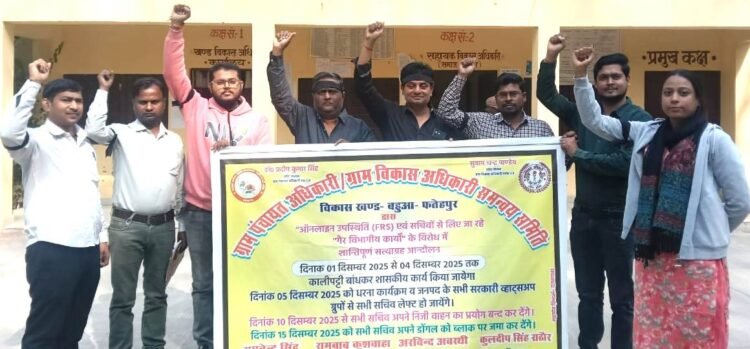 कक्ष सं- 1
खण्ड विकास अधि
कक्ष सं- 2
सहायक विकास अधिकारी
प्रमुख कक्ष
इं0 प्रदीप कुमार सिंह
सुभाष चन्द्र पाण्डेय
ग्राम पंचायत अधिकारी/ग्राम विकास अधिकारी समन्वय समिति
विकास खण्ड- बहुआ- फतेहपुर
द्वारा
"ऑनलाइन उपस्थिति (FRS) एवं सचिवों से लिए जा रहे
"गैर विभागीय कार्यों" के विरोध में
शान्तिपूर्ण सत्याग्रह आन्दोलन
दिनाक 01 दिसम्बर 2025 से 04 दिसम्बर 2025 तक
कालीपट्टी बांधकर शासकीय कार्य किया जायेगा
दिनांक 05 दिसम्बर 2025 को धरना कार्यक्रम व जनपद के सभी सरकारी व्हाट्सअप
ग्रुपों से सभी सचिव लेफ्ट हो जायेंगे।
दिनांक 10 दिसम्बर 2025 से सभी सचिव अपने निजी वाहन का प्रयोग बन्द कर देंगे।
दिनांक 15 दिसम्बर 2025 को सभी सचिव अपने डोंगल को ब्लाक पर जमा कर देंगे।
सिंह रामबाबू कुशवाहा अरविन्द अवस्थी कुलदीप सिंह राठौर